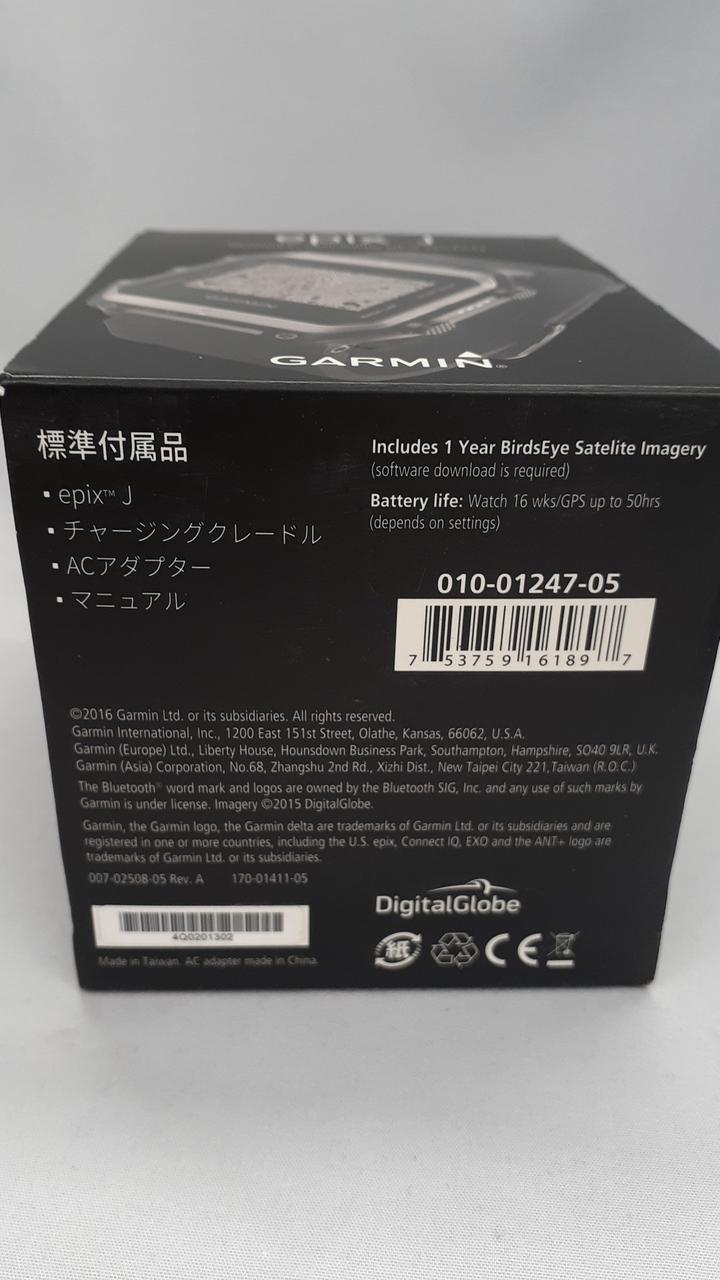 epix J
GARMIN
GARMIN®
標準付属品
▪ epix™ J
▪ チャージングクレードル
▪ ACアダプター
▪ マニュアル
Includes 1 Year BirdsEye Satelite Imagery
(software download is required)
Battery life: Watch 16 wks/GPS up to 50hrs
(depends on settings)
010-01247-05
7 53759 16189 7
©2016 Garmin Ltd. or its subsidiaries. All rights reserved.
Garmin International, Inc., 1200 East 151st Street, Olathe, Kansas, 66062, U.S.A.
Garmin (Europe) Ltd., Liberty House, Hounsdown Business Park, Southampton, Hampshire, SO40 9LR, U.K.
Garmin (Asia) Corporation, No.68, Zhangshu 2nd Rd., Xizhi Dist., New Taipei City 221,Taiwan (R.O.C.)
The Bluetooth® word mark and logos are owned by the Bluetooth SIG, Inc. and any use of such marks by
Garmin is under license. Imagery ©2015 DigitalGlobe.
Garmin, the Garmin logo, the Garmin delta are trademarks of Garmin Ltd. or its subsidiaries and are
registered in one or more countries, including the U.S. epix, Connect IQ, EXO and the ANT+ logo are
trademarks of Garmin Ltd. or its subsidiaries.
007-02508-05 Rev. A 170-01411-05
4Q0201302
Made in Taiwan. AC adapter made in China.
DigitalGlobe
紙 CE